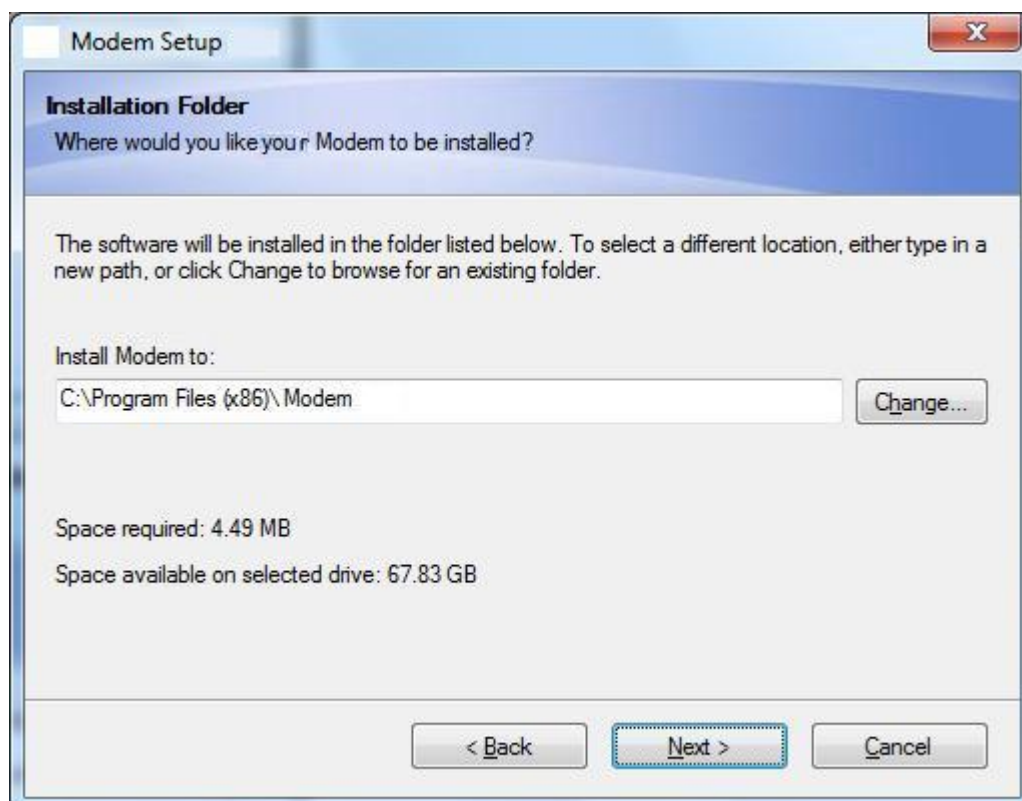 Modem Setup
X
Installation Folder
Where would you like your Modem to be installed?
The software will be installed in the folder listed below. To select a different location, either type in a
new path, or click Change to browse for an existing folder.
Install Modem to:
C:\Program Files (x86)\ Modem
Change...
Space required: 4.49 MB
Space available on selected drive: 67.83 GB
< Back
Next >
Cancel